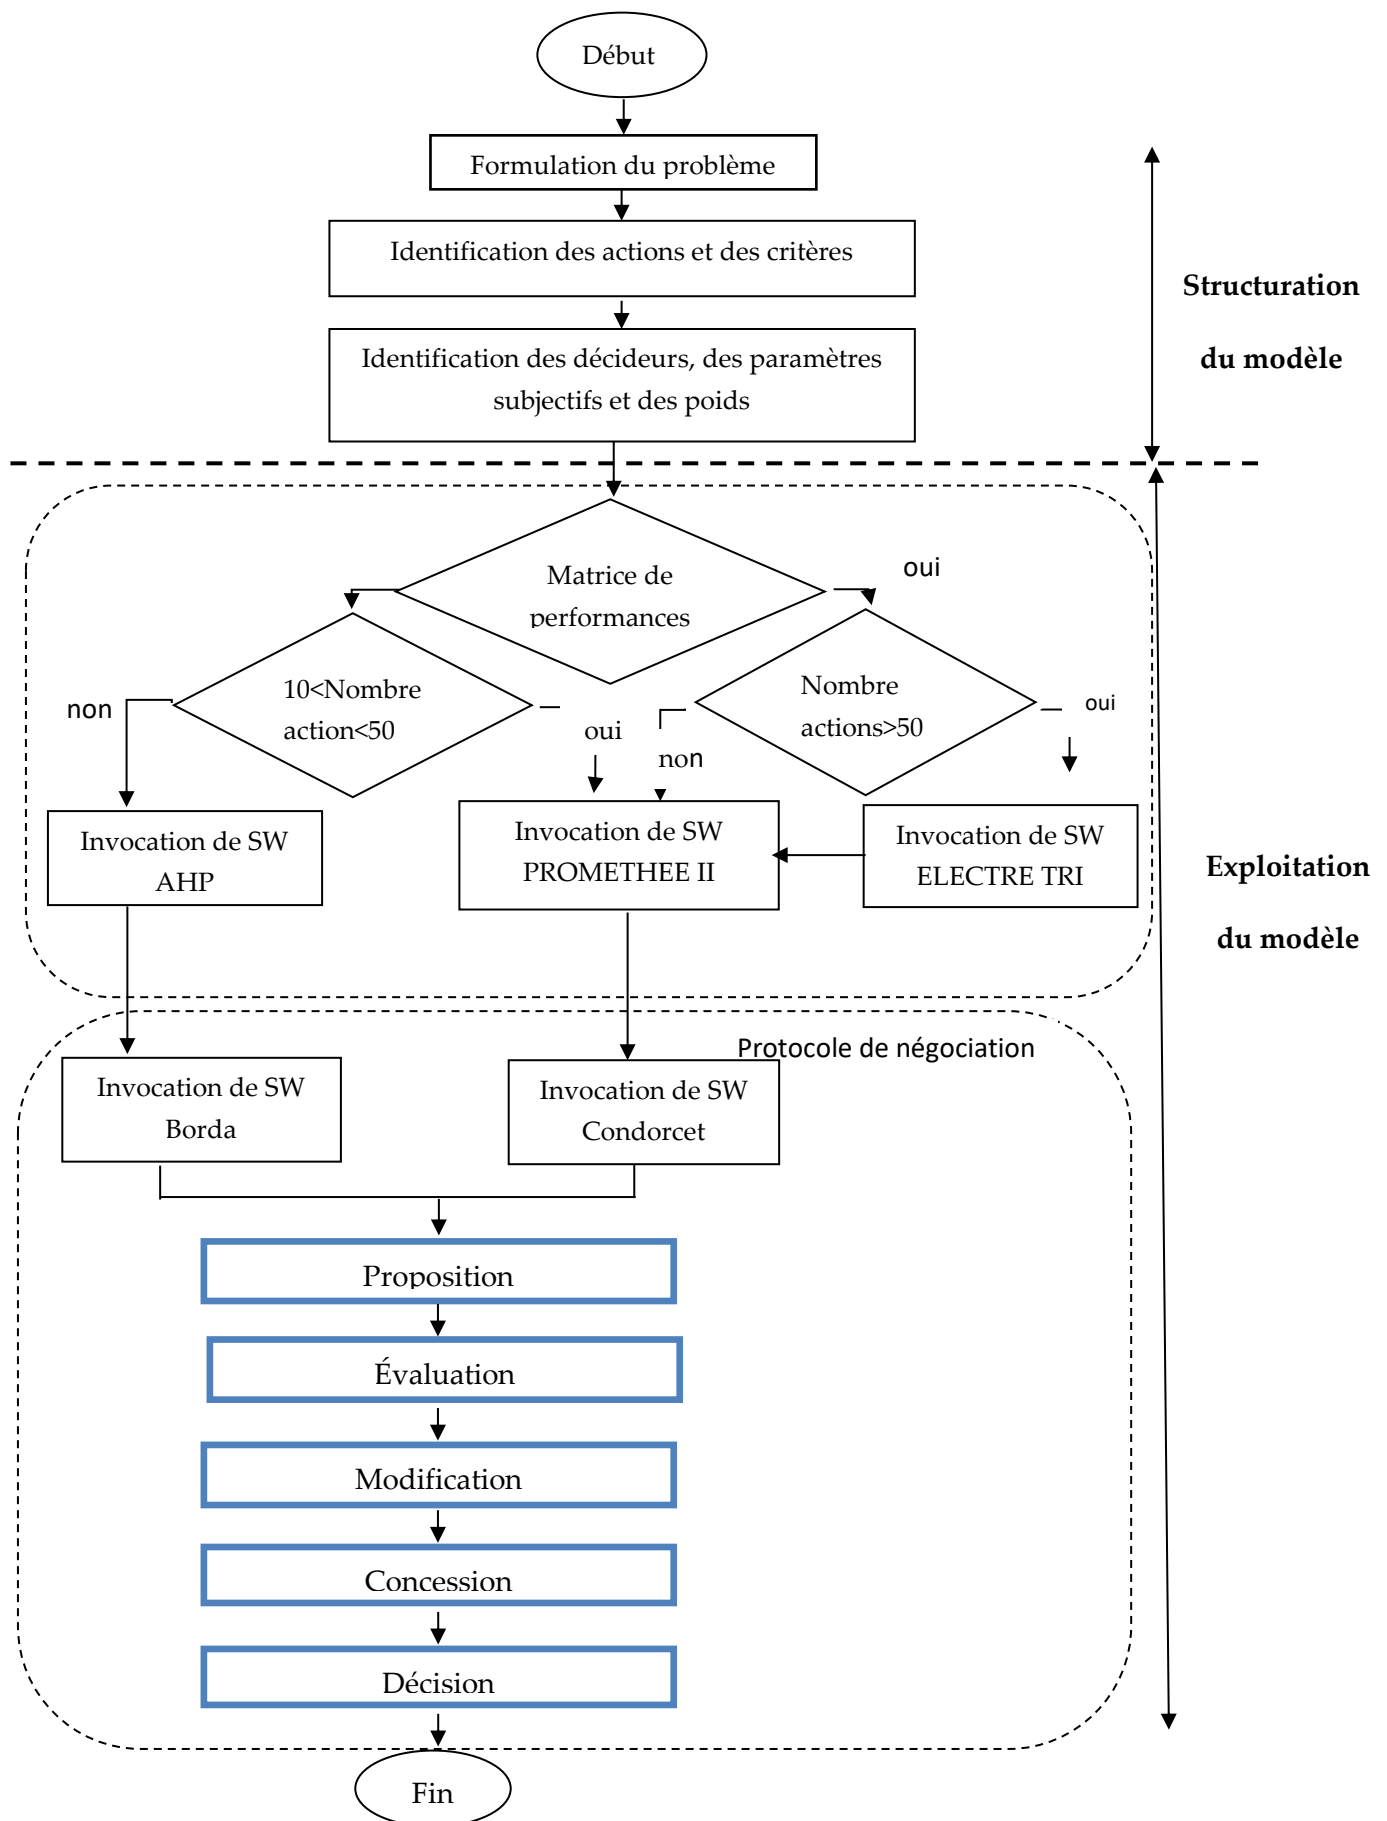 Début
Formulation du problème
Identification des actions et des critères
Structuration
du modèle
Identification des décideurs, des paramètres
subjectifs et des poids
Matrice de
performances
oui
10<Nombre
action<50
non
oui
Nombre
actions>50
non
oui
Invocation de SW
AHP
Invocation de SW
PROMETHEE II
Invocation de SW
ELECTRE TRI
Exploitation
du modèle
Protocole de négociation
Invocation de SW
Borda
Invocation de SW
Condorcet
Proposition
Évaluation
Modification
Concession
Décision
Fin